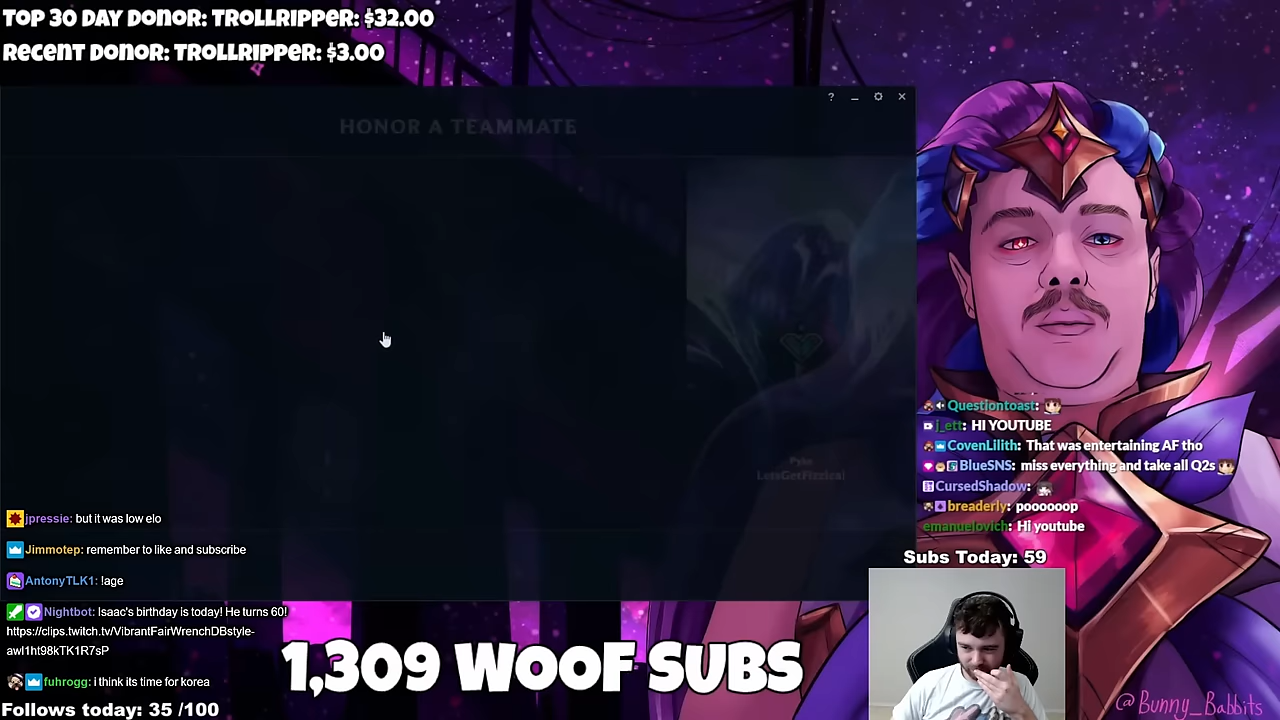 TOP 30 DAY DONOR: TROLLRIPPER: $32.00
RECENT DONOR: TROLLRIPPER: $3.00
HONOR A TEAMMATE
Pyke
LetsGetFizzical
Questiontoast:
j_ett: HI YOUTUBE
CovenLilith: That was entertaining AF tho
BlueSNS: miss everything and take all Q2s
CursedShadow:
breaderly: poooooop
emanuelovich: Hi youtube
Subs Today: 59
jpressie: but it was low elo
Jimmotep: remember to like and subscribe
AntonyTLK1: !age
Nightbot: Isaac's birthday is today! He turns 60!
https://clips.twitch.tv/VibrantFairWrenchDBstyle-
awl1ht98kTK1R7sP
fuhrogg: i think its time for korea
Follows today: 35 /100
1,309 WOOF SUBS
@Bunny_Babbits